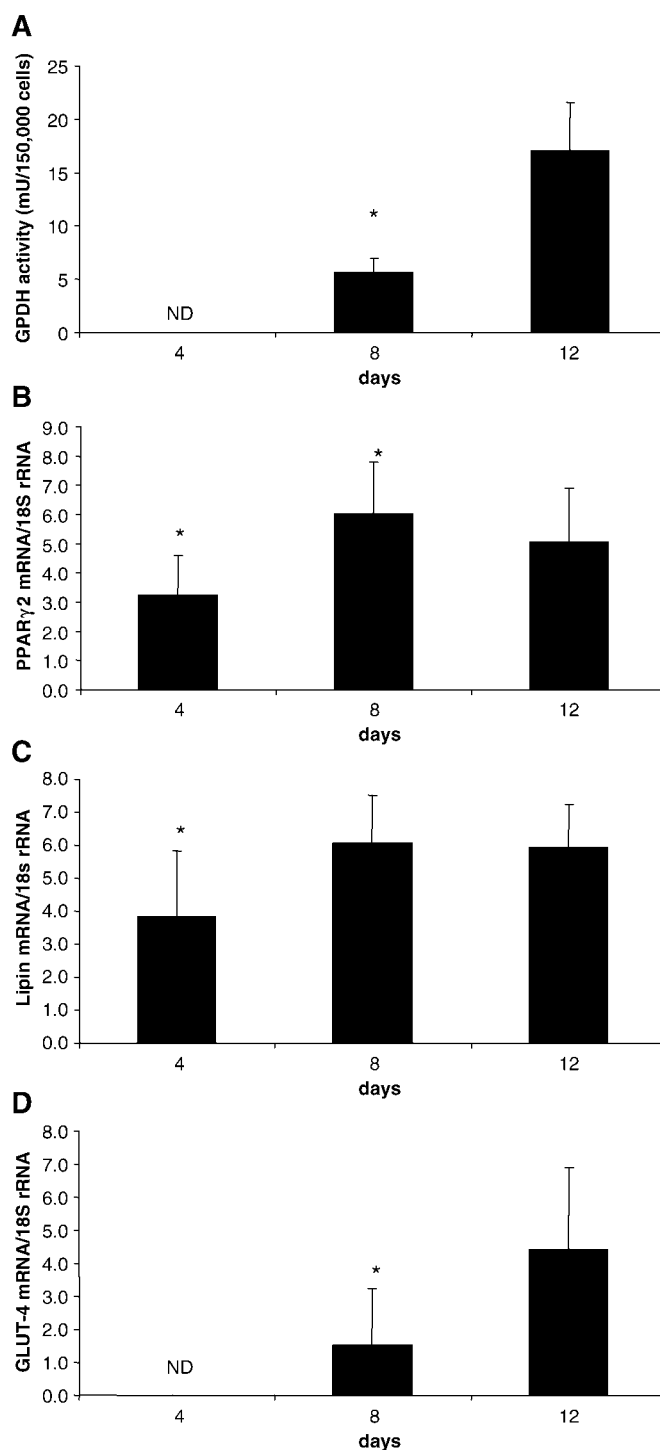 A
GPDH activity (mU/150,000 cells)
25
20
15
10
5
0
*
ND
4 8 12
days
B
PPARγ2 mRNA/18S rRNA
9.0
8.0
7.0
6.0
5.0
4.0
3.0
2.0
1.0
0.0
*
*
4 8 12
days
C
Lipin mRNA/18s rRNA
8.0
7.0
6.0
5.0
4.0
3.0
2.0
1.0
0.0
*
4 8 12
days
D
GLUT-4 mRNA/18S rRNA
8.0
7.0
6.0
5.0
4.0
3.0
2.0
1.0
0.0
*
ND
4 8 12
days